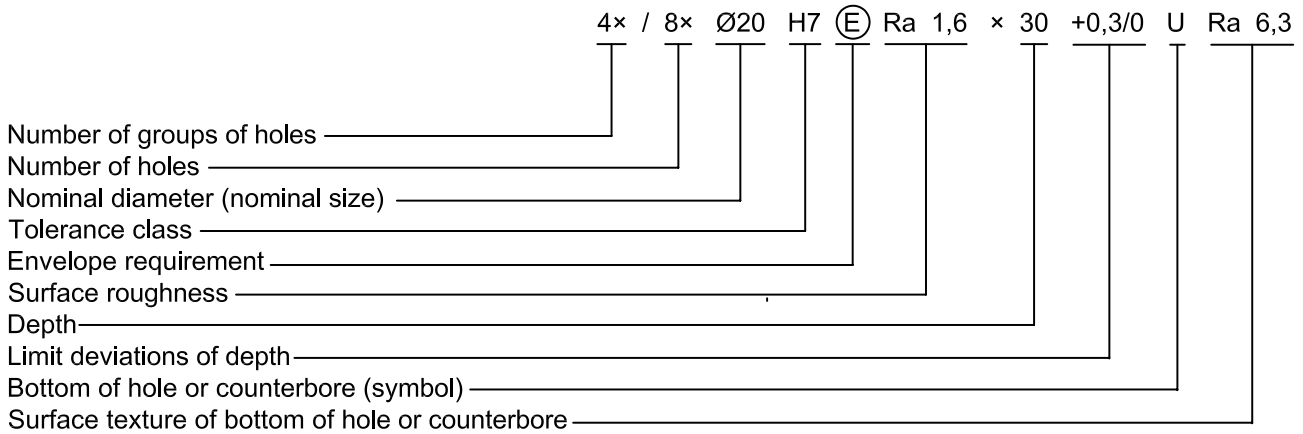 4× / 8× Ø20 H7 Ⓔ Ra 1,6 × 30 +0,3/0 U Ra 6,3
Number of groups of holes
Number of holes
Nominal diameter (nominal size)
Tolerance class
Envelope requirement
Surface roughness
Depth
Limit deviations of depth
Bottom of hole or counterbore (symbol)
Surface texture of bottom of hole or counterbore